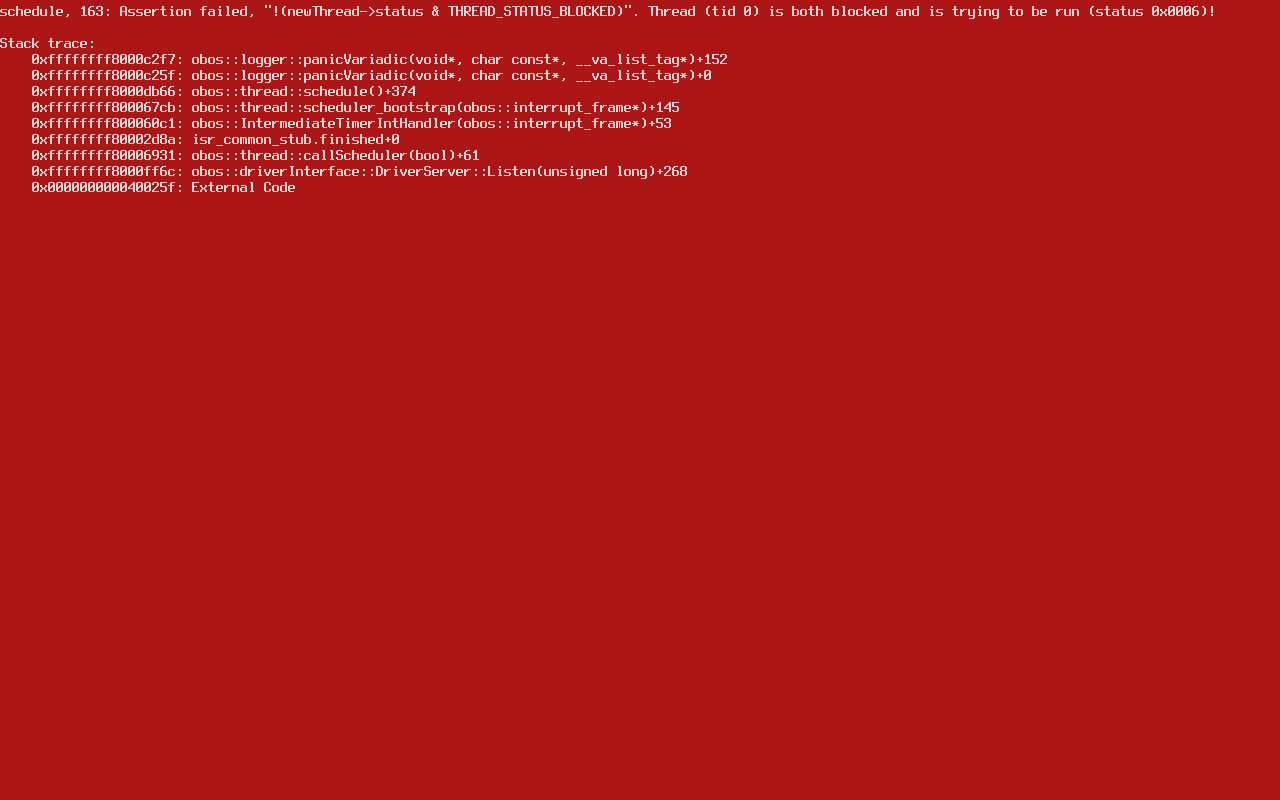 schedule, 163: Assertion failed, "!(newThread->status & THREAD_STATUS_BLOCKED)". Thread (tid 0) is both blocked and is trying to be run (status 0x0006)!
Stack trace:
0xffffffff8000c2f7: obos::logger::panicVariadic(void*, char const*, __va_list_tag*)+152
0xffffffff8000c25f: obos::logger::panicVariadic(void*, char const*, __va_list_tag*)+0
0xffffffff8000db66: obos::thread::schedule()+374
0xffffffff800067cb: obos::thread::scheduler_bootstrap(obos::interrupt_frame*)+145
0xffffffff800060c1: obos::IntermediateTimerIntHandler(obos::interrupt_frame*)+53
0xffffffff80002d8a: isr_common_stub.finished+0
0xffffffff80006931: obos::thread::callScheduler(bool)+61
0xffffffff8000ff6c: obos::driverInterface::DriverServer::Listen(unsigned long)+268
0x000000000040025f: External Code